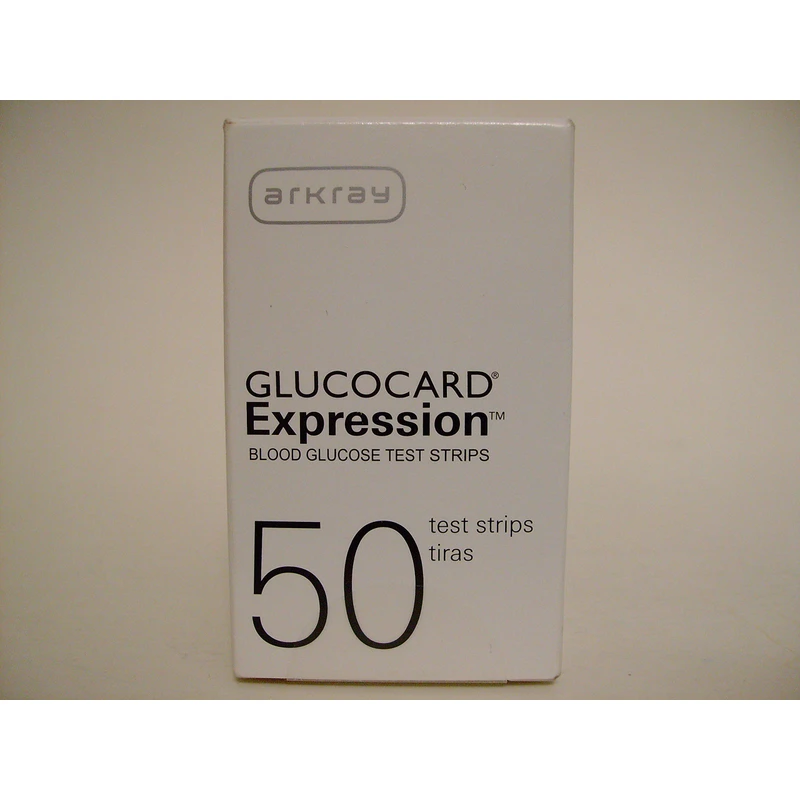 arkray
GLUCOCARD®
Expression™
BLOOD GLUCOSE TEST STRIPS
50 test strips
tiras